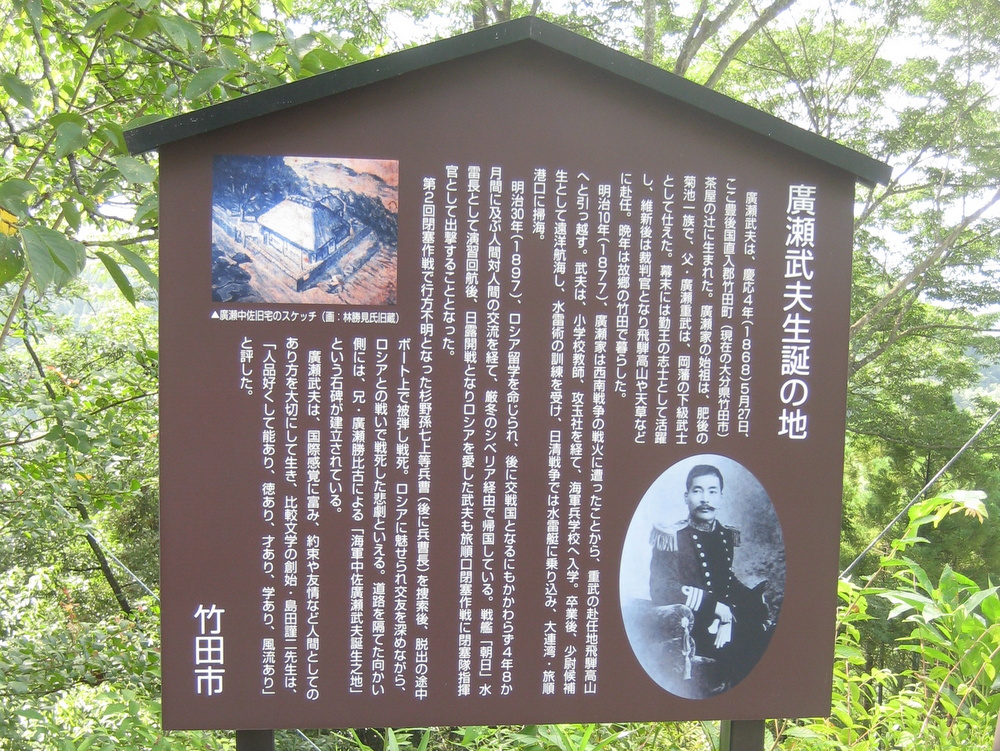 廣瀬武夫生誕の地
廣瀬武夫は、慶応4年（1868）5月27日、
ここ豊後国直入郡竹田町（現在の大分県竹田市）
茶屋の辻に生まれた。廣瀬家の始祖は、肥後の
菊池一族で、父・廣瀬重武は、岡藩の下級武士
として仕えた。幕末には勤王の志士として活躍
し、維新後は裁判官となり飛騨高山や天草など
に赴任。晩年は故郷の竹田で暮らした。
明治10年（1877）、廣瀬家は西南戦争の戦火に遭ったことから、重武の赴任地飛騨高山
へと引っ越す。武夫は、小学校教師、攻玉社を経て、海軍兵学校へ入学。卒業後、少尉候補
生として遠洋航海し、水雷術の訓練を受け、日清戦争では水雷艇に乗り込み、大連湾・旅順
港口に掃海。
明治30年（1897）、ロシア留学を命じられ、後に交戦国となるにもかかわらず4年8か
月間に及ぶ人間対人間の交流を経て、厳冬のシベリア経由で帰国している。戦艦「朝日」水
雷長として演習回航後、日露開戦となりロシアを愛した武夫も旅順口閉塞作戦に閉塞隊指揮
官として出撃することとなった。
第2回閉塞作戦で行方不明となった杉野孫七上等兵曹（後に兵曹長）を捜索後、脱出の途中
ボート上で被弾し戦死。ロシアに魅せられ交友を深めながら、
ロシアとの戦いで戦死した悲劇といえる。道路を隔てた向かい
側には、兄・廣瀬勝比古による「海軍中佐廣瀬武夫誕生之地」
という石碑が建立されている。
廣瀬武夫は、国際感覚に富み、約束や友情など人間としての
あり方を大切にして生き、比較文学の創始・島田謹二先生は、
「人品好くして能あり、徳あり、才あり、学あり、風流あり」
と評した。
▲廣瀬中佐旧宅のスケッチ（画：林勝見氏旧蔵）
竹田市